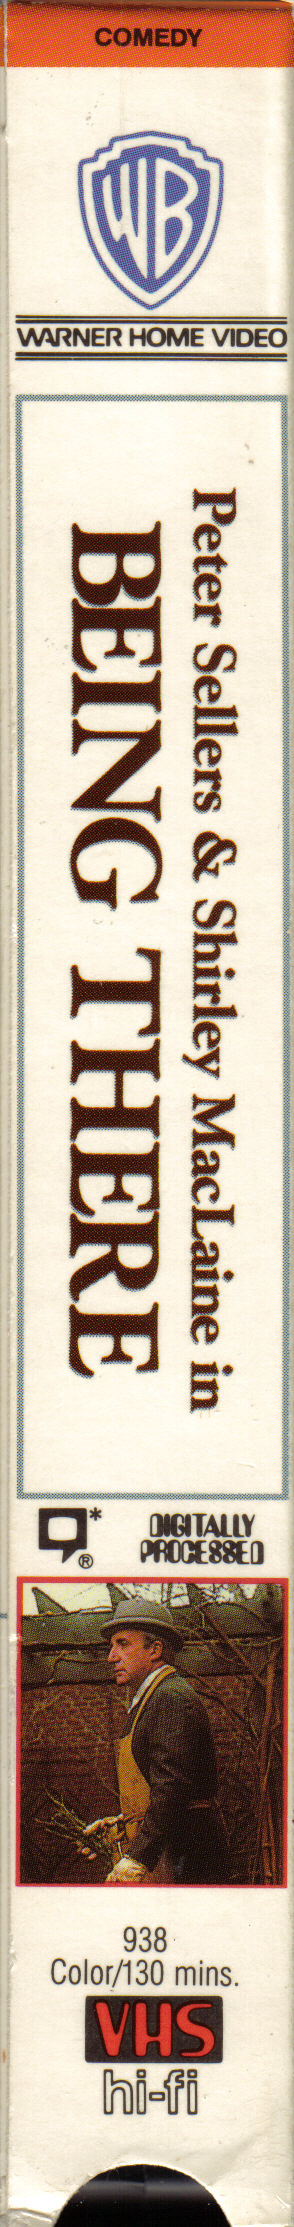 COMEDY
WB
WARNER HOME VIDEO
Peter Sellers & Shirley MacLaine in
BEING THERE
*
®
DIGITALLY
PROCESSED
938
Color/130 mins.
VHS
hi-fi